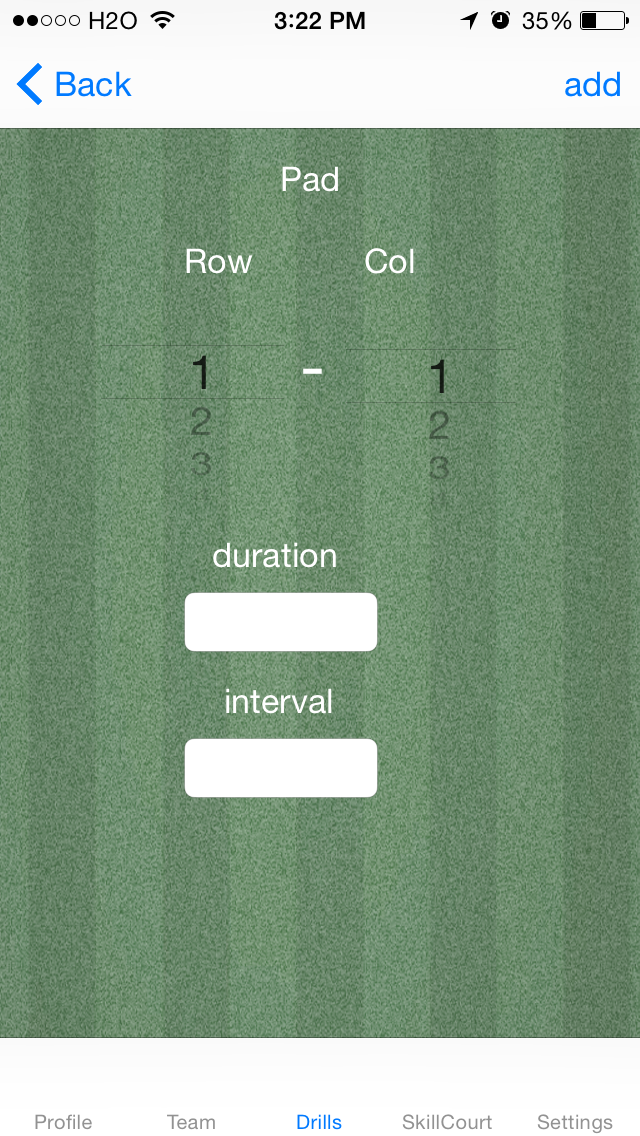 H2O 3:22 PM 35%
Back add
Pad
Row Col
1 - 1
2 2
3 3
duration
interval
Profile Team Drills SkillCourt Settings